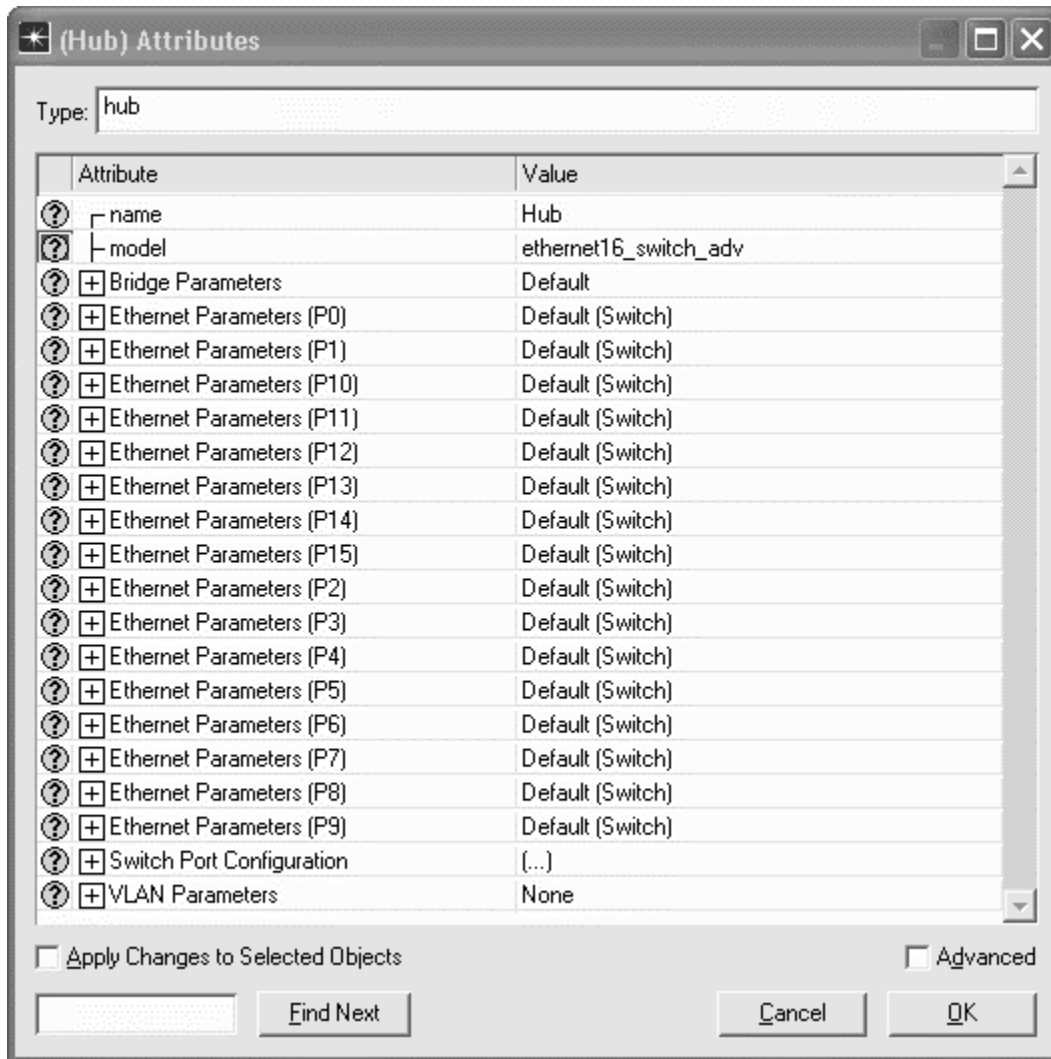 (Hub) Attributes
Type: hub
Attribute Value
name Hub
model ethernet16_switch_adv
Bridge Parameters Default
Ethernet Parameters (P0) Default (Switch)
Ethernet Parameters (P1) Default (Switch)
Ethernet Parameters (P10) Default (Switch)
Ethernet Parameters (P11) Default (Switch)
Ethernet Parameters (P12) Default (Switch)
Ethernet Parameters (P13) Default (Switch)
Ethernet Parameters (P14) Default (Switch)
Ethernet Parameters (P15) Default (Switch)
Ethernet Parameters (P2) Default (Switch)
Ethernet Parameters (P3) Default (Switch)
Ethernet Parameters (P4) Default (Switch)
Ethernet Parameters (P5) Default (Switch)
Ethernet Parameters (P6) Default (Switch)
Ethernet Parameters (P7) Default (Switch)
Ethernet Parameters (P8) Default (Switch)
Ethernet Parameters (P9) Default (Switch)
Switch Port Configuration (...)
VLAN Parameters None
Apply Changes to Selected Objects Advanced
Find Next Cancel OK